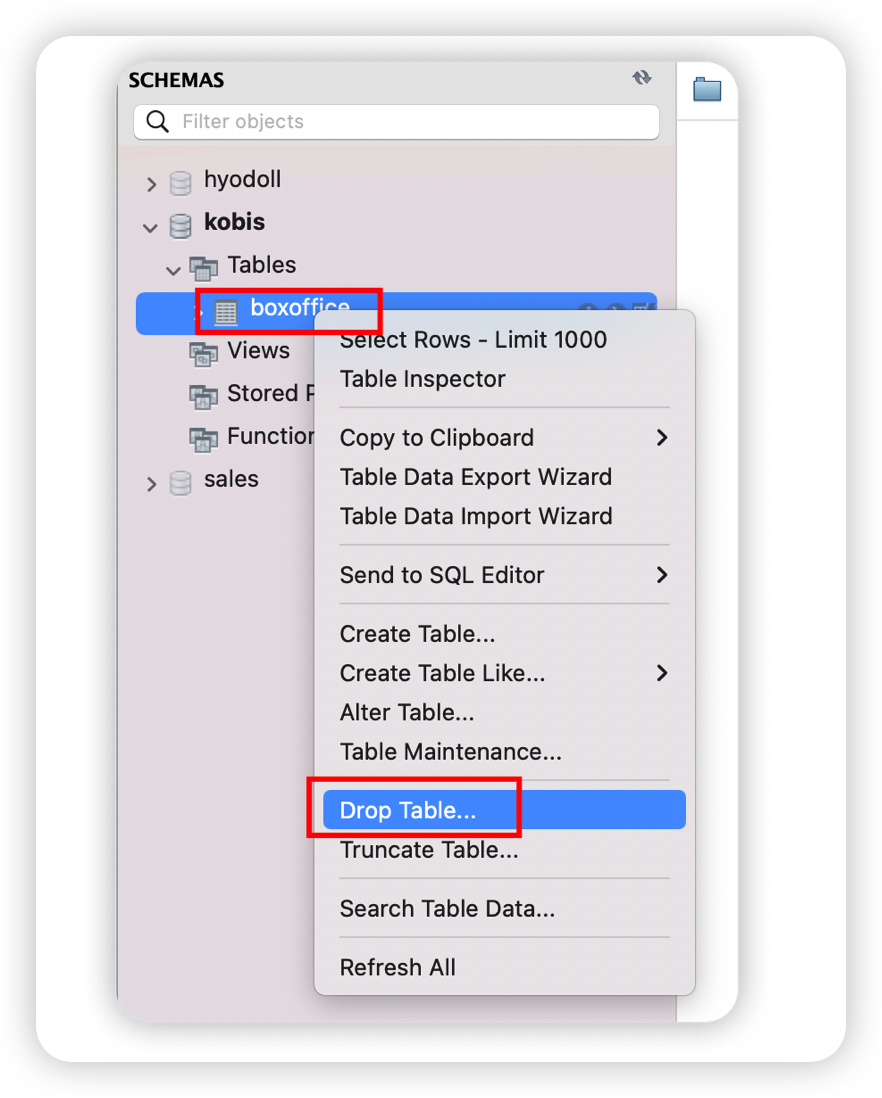 SCHEMAS
Filter objects
hyodoll
kobis
Tables
boxoffice
Views
Stored
Function
sales
Select Rows - Limit 1000
Table Inspector
Copy to Clipboard
Table Data Export Wizard
Table Data Import Wizard
Send to SQL Editor
Create Table...
Create Table Like...
Alter Table...
Table Maintenance...
Drop Table...
Truncate Table...
Search Table Data...
Refresh All